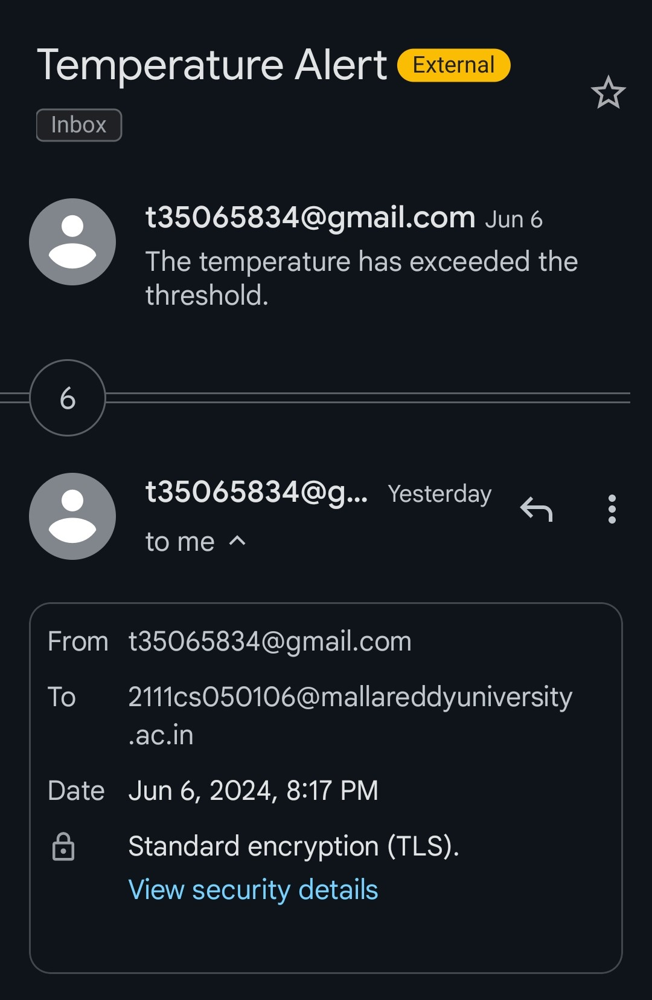 Temperature Alert External
Inbox
t35065834@gmail.com Jun 6
The temperature has exceeded the
threshold.
6
t35065834@g... Yesterday
to me
From t35065834@gmail.com
To 2111cs050106@mallareddyuniversity
.ac.in
Date Jun 6, 2024, 8:17 PM
Standard encryption (TLS).
View security details